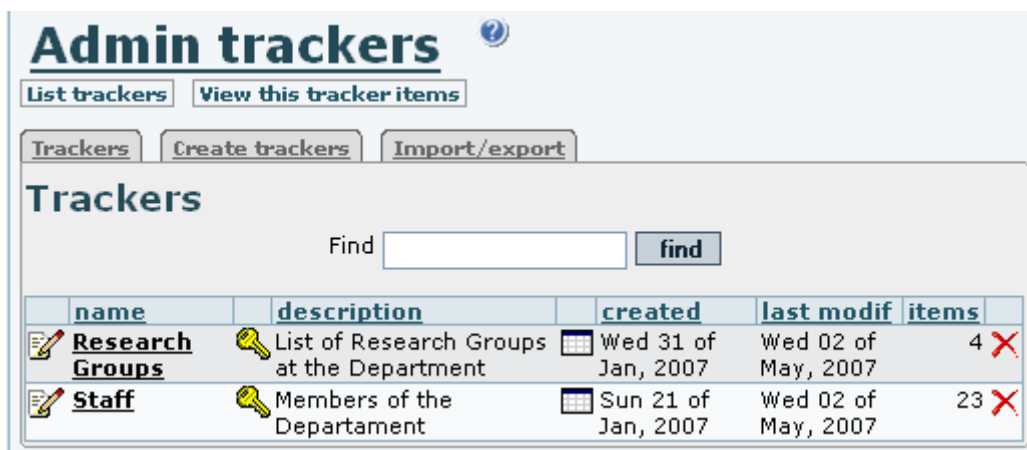 Admin trackers ?
List trackers View this tracker items
Trackers Create trackers Import/export
Trackers
Find find
name description created last modif items
Research Groups List of Research Groups at the Department Wed 31 of Jan, 2007 Wed 02 of May, 2007 4
Staff Members of the Departament Sun 21 of Jan, 2007 Wed 02 of May, 2007 23